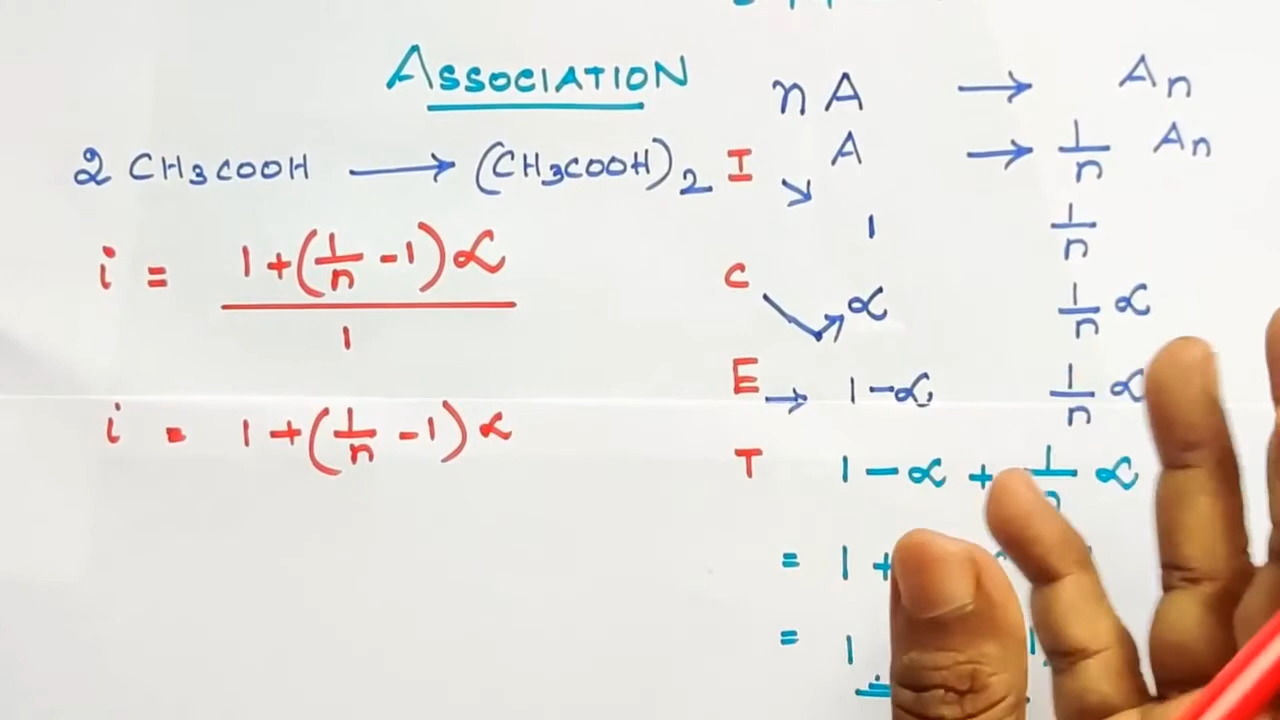 ASSOCIATION
2 CH3COOH ⟶ (CH3COOH)2
i = 1+(1/n -1)α / 1
i = 1+(1/n -1)α
nA → An
I A → 1/n An
1 1/n
C α 1/n α
E → 1-α 1/n α
T 1-α + 1/n α
= 1+
= 1